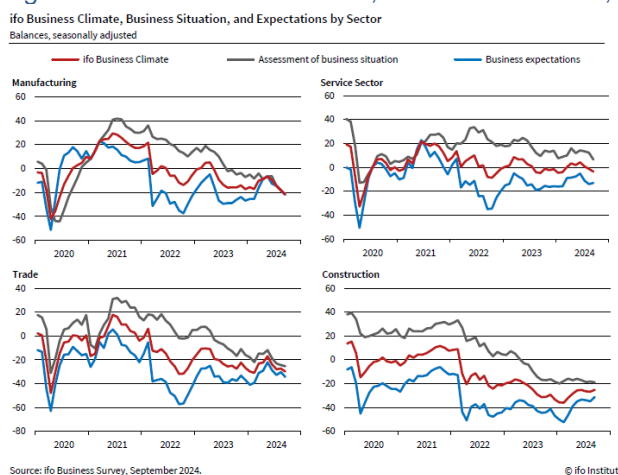 ifo Business Climate, Business Situation, and Expectations by Sector
Balances, seasonally adjusted
ifo Business Climate Assessment of business situation Business expectations
Manufacturing
60
40
20
0
-20
-40
-60
2020 2021 2022 2023 2024
Service Sector
60
40
20
0
-20
-40
-60
2020 2021 2022 2023 2024
Trade
40
20
0
-20
-40
-60
-80
2020 2021 2022 2023 2024
Construction
60
40
20
0
-20
-40
-60
2020 2021 2022 2023 2024
Source: ifo Business Survey, September 2024. © ifo Institut